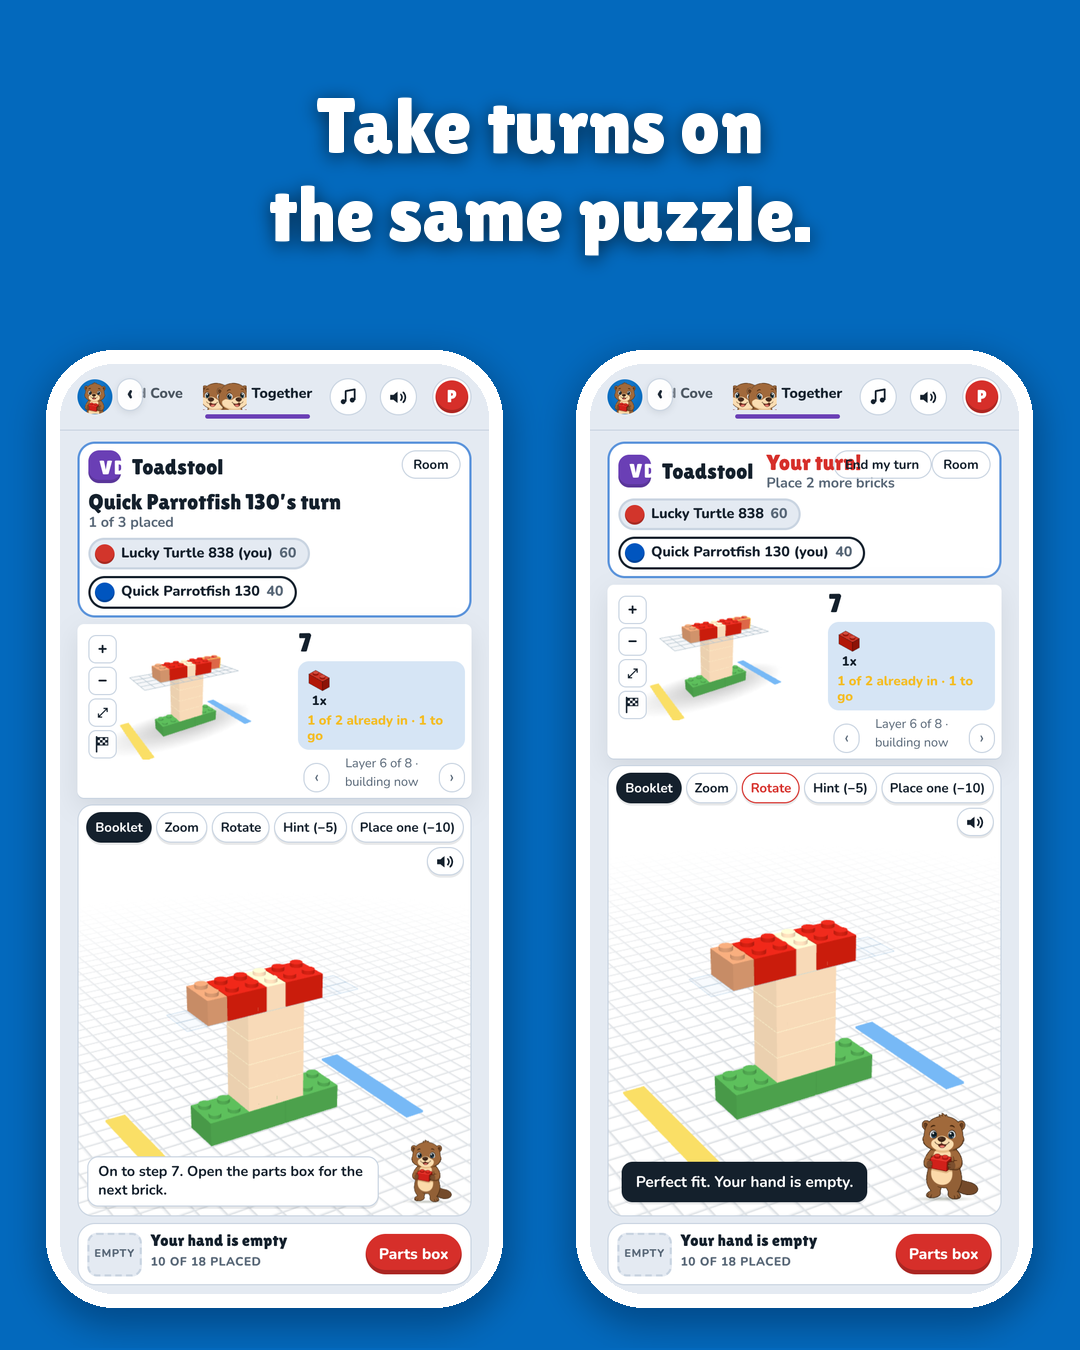 Take turns on
the same puzzle.
d Cove
Together
P
VD
Toadstool
Room
Quick Parrotfish 130's turn
1 of 3 placed
Lucky Turtle 838 (you) 60
Quick Parrotfish 130 40
+
−
7
1x
1 of 2 already in · 1 to
go
Layer 6 of 8 ·
building now
‹
›
Booklet
Zoom
Rotate
Hint (−5)
Place one (−10)
On to step 7. Open the parts box for the
next brick.
EMPTY
Your hand is empty
10 OF 18 PLACED
Parts box
d Cove
Together
P
VD
Toadstool
Your turn!
End my turn
Room
Place 2 more bricks
Lucky Turtle 838 60
Quick Parrotfish 130 (you) 40
+
−
7
1x
1 of 2 already in · 1 to
go
Layer 6 of 8 ·
building now
‹
›
Booklet
Zoom
Rotate
Hint (−5)
Place one (−10)
Perfect fit. Your hand is empty.
EMPTY
Your hand is empty
10 OF 18 PLACED
Parts box